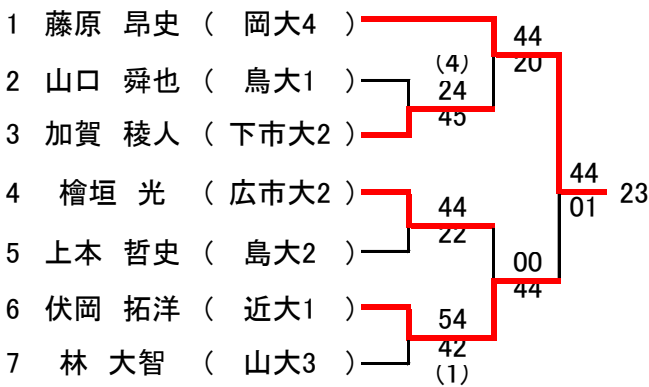 1 藤原 昂史 ( 岡大4 )
44
20
2 山口 舜也 ( 鳥大1 )
(4)
24
45
3 加賀 稜人 ( 下市大2 )
44
01
23
4 檜垣 光 ( 広市大2 )
44
22
5 上本 哲史 ( 島大2 )
00
44
6 伏岡 拓洋 ( 近大1 )
54
42
(1)
7 林 大智 ( 山大3 )